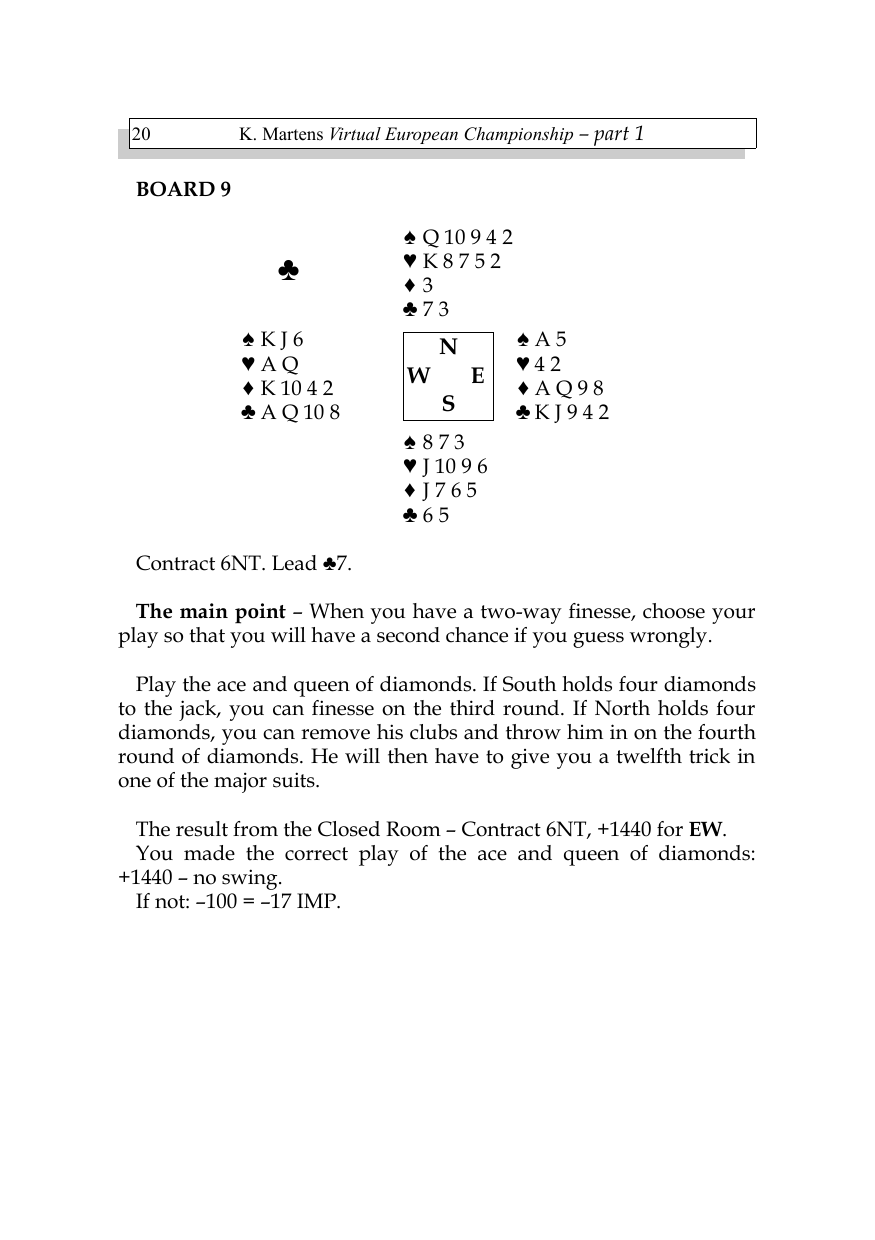 20 K. Martens Virtual European Championship – part 1
BOARD 9
♠ Q 10 9 4 2
♥ K 8 7 5 2
♣
♦ 3
♣ 7 3
♠ K J 6
♥ A Q
♦ K 10 4 2
♣ A Q 10 8
N
W E
S
♠ A 5
♥ 4 2
♦ A Q 9 8
♣ K J 9 4 2
♠ 8 7 3
♥ J 10 9 6
♦ J 7 6 5
♣ 6 5
Contract 6NT. Lead ♣7.
The main point – When you have a two-way finesse, choose your
play so that you will have a second chance if you guess wrongly.
Play the ace and queen of diamonds. If South holds four diamonds
to the jack, you can finesse on the third round. If North holds four
diamonds, you can remove his clubs and throw him in on the fourth
round of diamonds. He will then have to give you a twelfth trick in
one of the major suits.
The result from the Closed Room – Contract 6NT, +1440 for EW.
You made the correct play of the ace and queen of diamonds:
+1440 – no swing.
If not: –100 = –17 IMP.